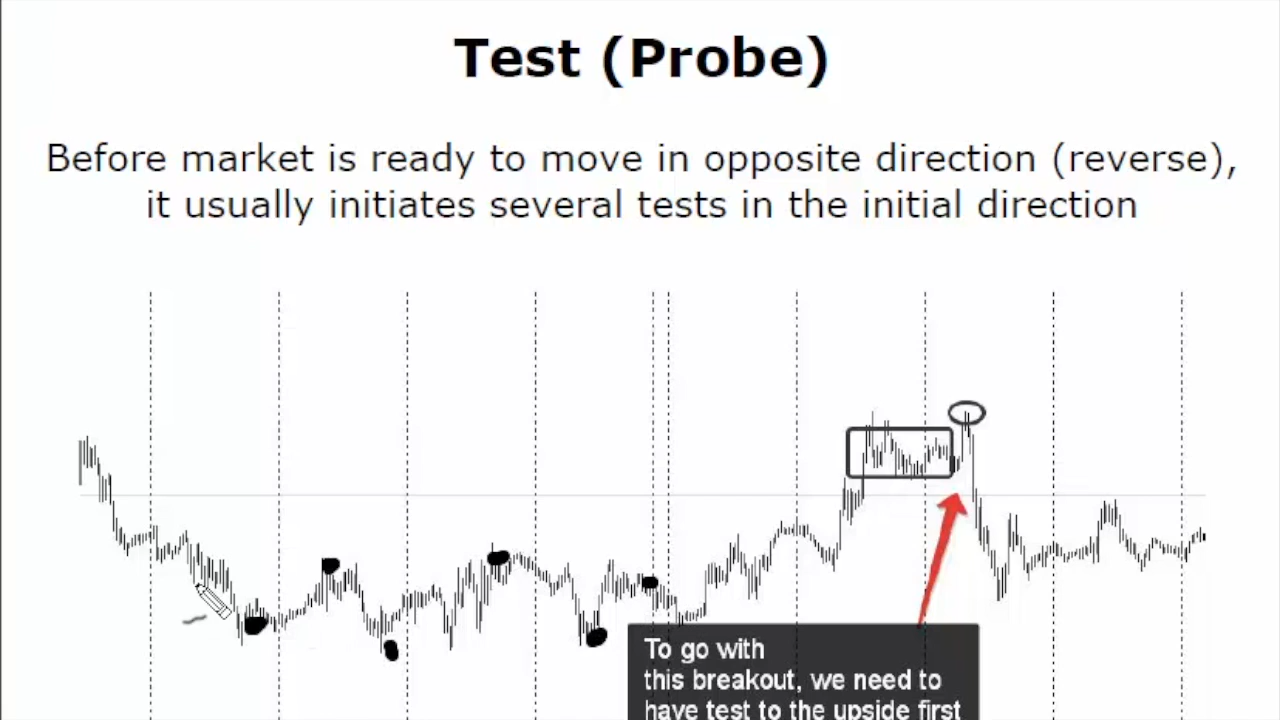 Test (Probe)
Before market is ready to move in opposite direction (reverse),
it usually initiates several tests in the initial direction
To go with
this breakout, we need to
have test to the upside first